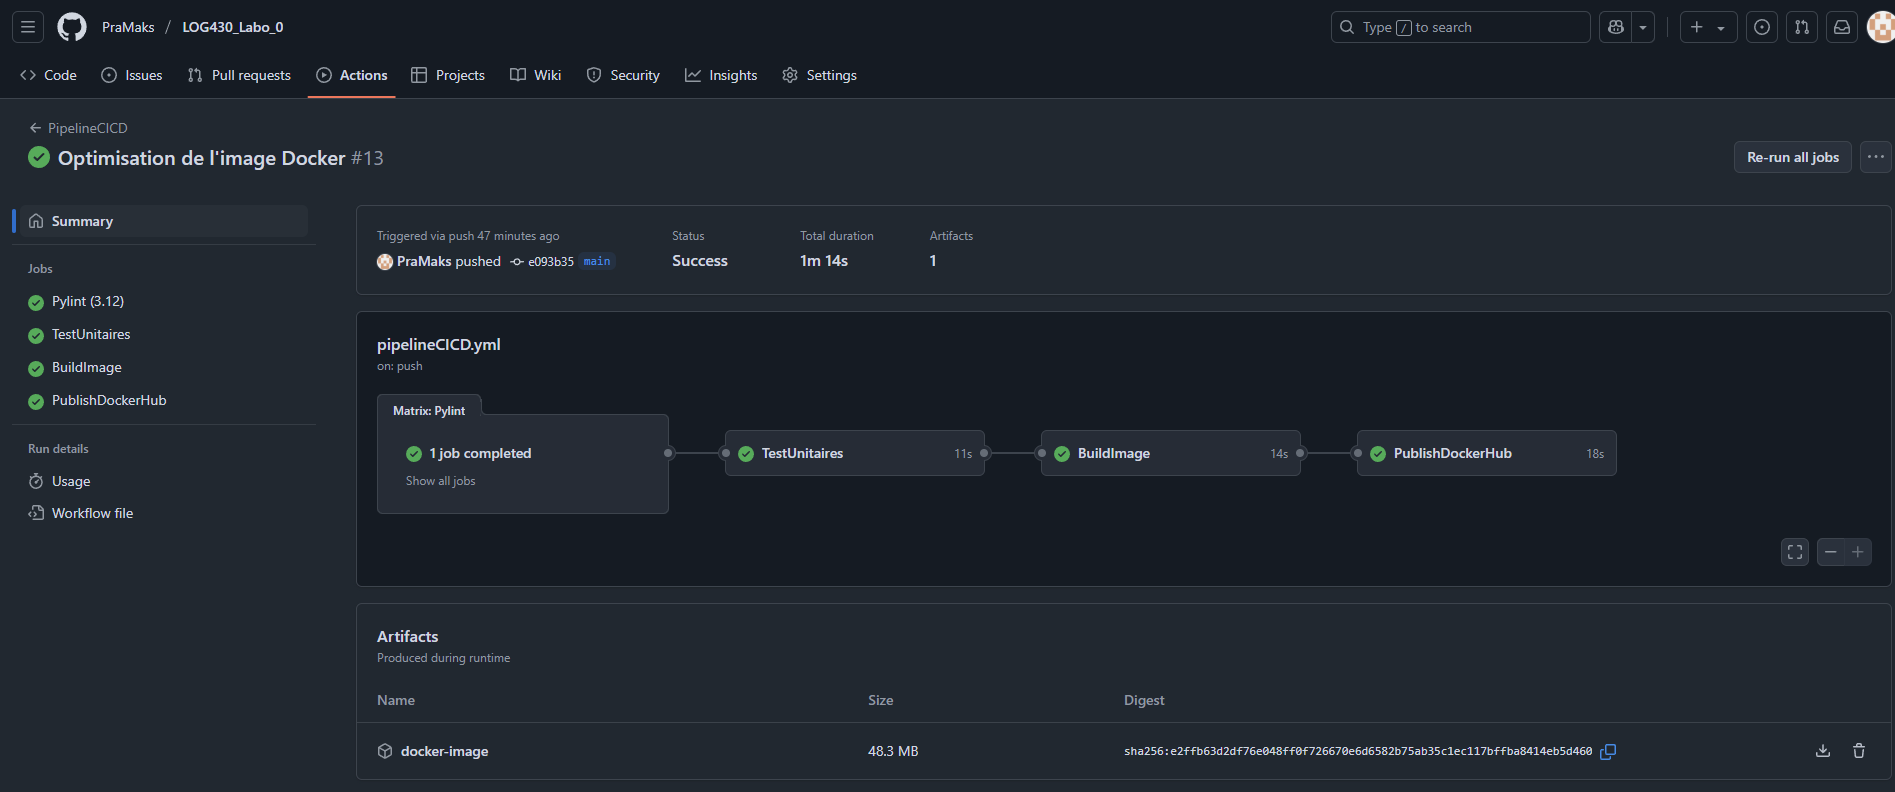 PraMaks / LOG430_Labo_0
Type / to search
Code
Issues
Pull requests
Actions
Projects
Wiki
Security
Insights
Settings
PipelineCICD
Optimisation de l'image Docker #13
Re-run all jobs
Summary
Jobs
Pylint (3.12)
TestUnitaires
BuildImage
PublishDockerHub
Run details
Usage
Workflow file
Triggered via push 47 minutes ago
PraMaks pushed e093b35 main
Status
Success
Total duration
1m 14s
Artifacts
1
pipelineCICD.yml
on: push
Matrix: Pylint
1 job completed
Show all jobs
TestUnitaires 11s
BuildImage 14s
PublishDockerHub 18s
Artifacts
Produced during runtime
Name Size Digest
docker-image 48.3 MB sha256:e2ffb63d2df76e048ff0f726670e6d6582b75ab35c1ec117bffba8414eb5d460